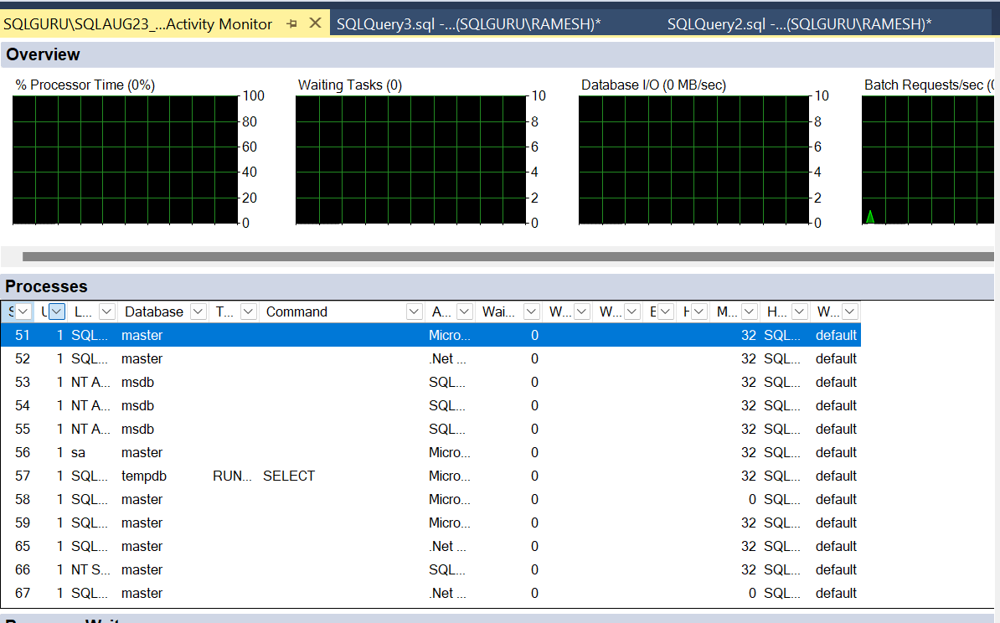 SQLGURU\SQLAUG23_...Activity Monitor SQLQuery3.sql -...(SQLGURU\RAMESH)* SQLQuery2.sql -...(SQLGURU\RAMESH)*
Overview
% Processor Time (0%) Waiting Tasks (0) Database I/O (0 MB/sec) Batch Requests/sec (0
100 10 10
80 8 8
60 6 6
40 4 4
20 2 2
0 0 0
Processes
S U L... Database T... Command A... Wai... W... W... E H M... H... W...
51 1 SQL... master Micro... 0 32 SQL... default
52 1 SQL... master .Net ... 0 32 SQL... default
53 1 NT A... msdb SQL... 0 32 SQL... default
54 1 NT A... msdb SQL... 0 32 SQL... default
55 1 NT A... msdb SQL... 0 32 SQL... default
56 1 sa master Micro... 0 32 SQL... default
57 1 SQL... tempdb RUN... SELECT Micro... 0 32 SQL... default
58 1 SQL... master Micro... 0 0 SQL... default
59 1 SQL... master Micro... 0 32 SQL... default
65 1 SQL... master .Net ... 0 32 SQL... default
66 1 NT S... master SQL... 0 32 SQL... default
67 1 SQL... master .Net ... 0 0 SQL... default